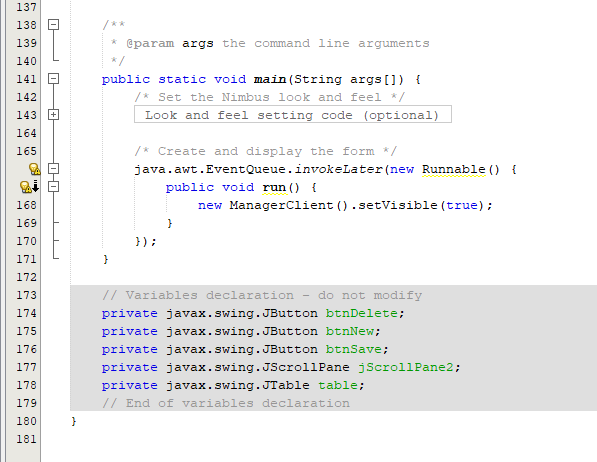 137
138 /**
139 * @param args the command line arguments
140 */
141 public static void main(String args[]) {
142 /* Set the Nimbus look and feel */
143 Look and feel setting code (optional)
164
165 /* Create and display the form */
java.awt.EventQueue.invokeLater(new Runnable() {
public void run() {
168 new ManagerClient().setVisible(true);
169 }
170 });
171 }
172
173 // Variables declaration - do not modify
174 private javax.swing.JButton btnDelete;
175 private javax.swing.JButton btnNew;
176 private javax.swing.JButton btnSave;
177 private javax.swing.JScrollPane jScrollPane2;
178 private javax.swing.JTable table;
179 // End of variables declaration
180 }
181